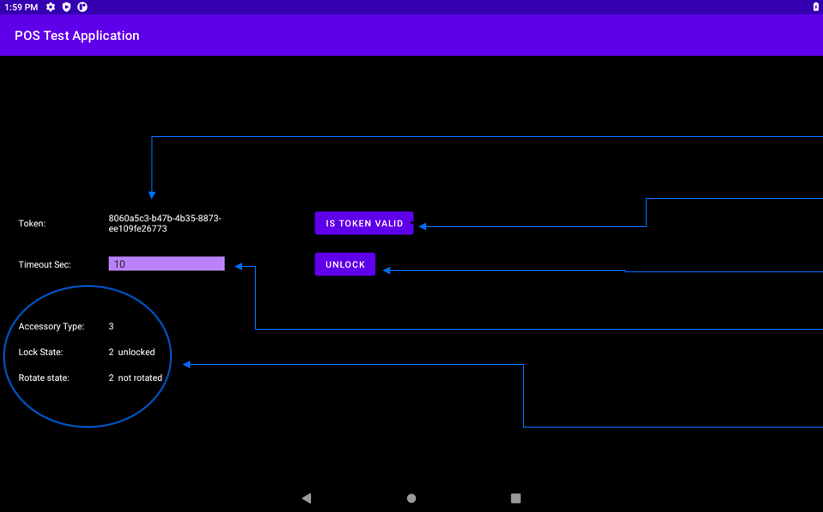 1:59 PM
POS Test Application
Token: 8060a5c3-b47b-4b35-8873-
ee109fe26773
IS TOKEN VALID
Timeout Sec: 10
UNLOCK
Accessory Type: 3
Lock State: 2 unlocked
Rotate state: 2 not rotated